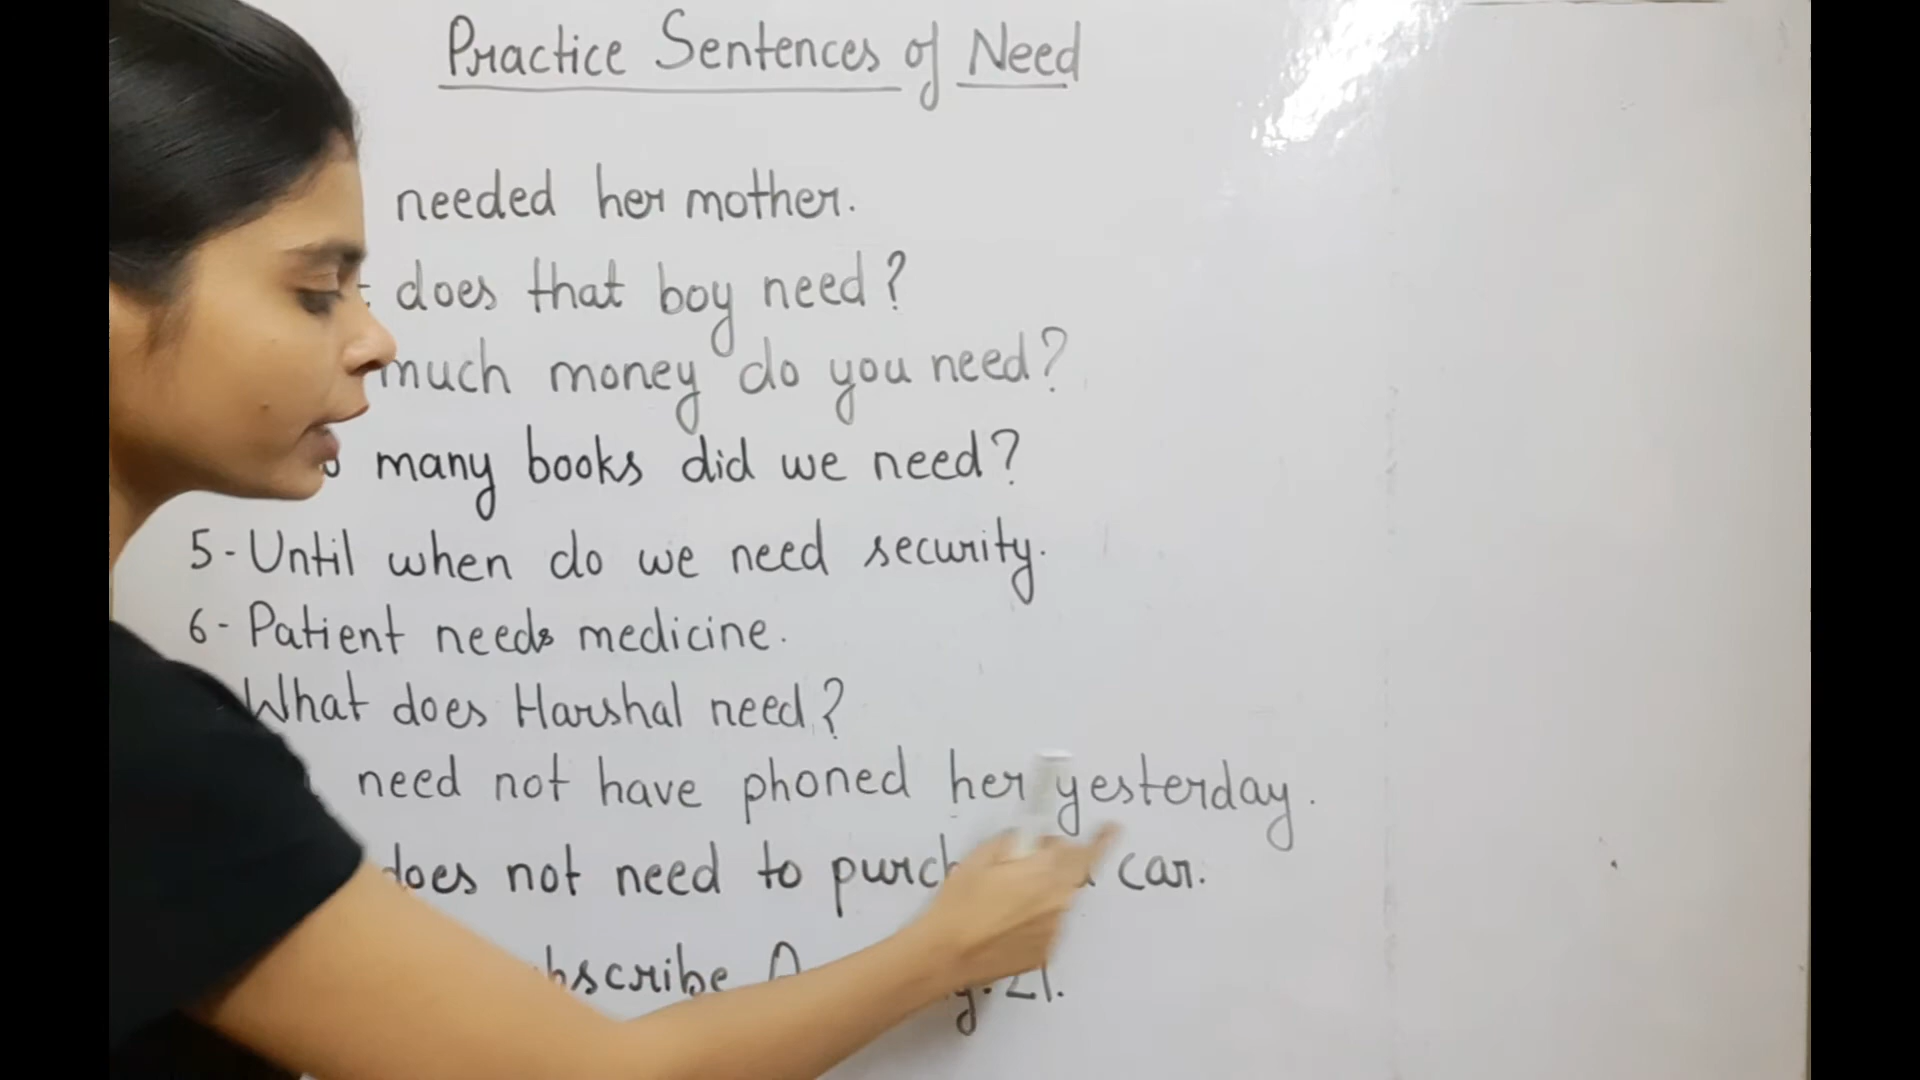 Practice Sentences of Need
needed her mother.
does that boy need?
much money do you need?
many books did we need?
5- Until when do we need security.
6- Patient needs medicine.
What does Harshal need?
need not have phoned her yesterday.
does not need to car.
21.